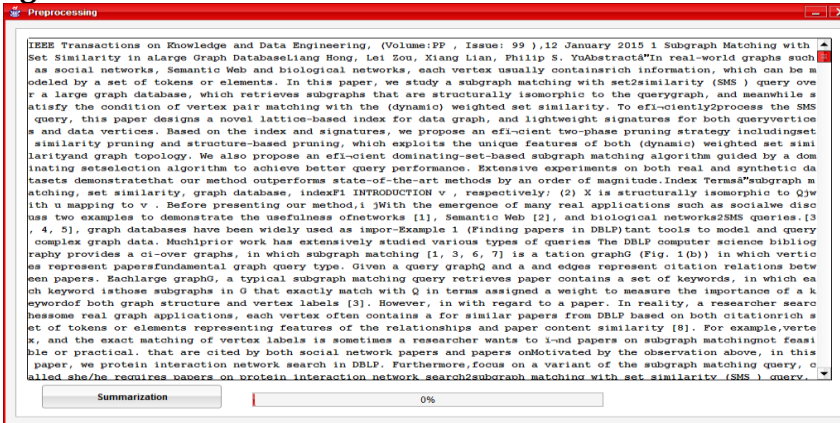 Preprocessing
IEEE Transactions on Knowledge and Data Engineering, (Volume:PP , Issue: 99 ),12 January 2015 1 Subgraph Matching with
Set Similarity in aLarge Graph DatabaseLiang Hong, Lei Zou, Xiang Lian, Philip S. YuAbstractâ"In real-world graphs such
as social networks, Semantic Web and biological networks, each vertex usually containsrich information, which can be m
odeled by a set of tokens or elements. In this paper, we study a subgraph matching with set2similarity (SMS ) query ove
r a large graph database, which retrieves subgraphs that are structurally isomorphic to the querygraph, and meanwhile s
atisfy the condition of vertex pair matching with the (dynamic) weighted set similarity. To efï¬ciently2process the SMS
query, this paper designs a novel lattice-based index for data graph, and lightweight signatures for both queryvertice
s and data vertices. Based on the index and signatures, we propose an efï¬cient two-phase pruning strategy includingset
similarity pruning and structure-based pruning, which exploits the unique features of both (dynamic) weighted set simi
larityand graph topology. We also propose an efï¬cient dominating-set-based subgraph matching algorithm guided by a dom
inating setselection algorithm to achieve better query performance. Extensive experiments on both real and synthetic da
tasets demonstratethat our method outperforms state-of-the-art methods by an order of magnitude.Index Termsâ"subgraph m
atching, set similarity, graph database, indexF1 INTRODUCTION v , respectively; (2) X is structurally isomorphic to Qjw
ith u mapping to v . Before presenting our method,i jWith the emergence of many real applications such as socialwe disc
uss two examples to demonstrate the usefulness ofnetworks [1], Semantic Web [2], and biological networks2SMS queries.[3
, 4, 5], graph databases have been widely used as impor-Example 1 (Finding papers in DBLP)tant tools to model and query
complex graph data. Much1prior work has extensively studied various types of queries The DBLP computer science bibliog
raphy provides a ci-over graphs, in which subgraph matching [1, 3, 6, 7] is a tation graphG (Fig. 1(b)) in which vertic
es represent papersfundamental graph query type. Given a query graphQ and a and edges represent citation relations betw
een papers. Eachlarge graphG, a typical subgraph matching query retrieves paper contains a set of keywords, in which ea
ch keyword isthose subgraphs in G that exactly match with Q in terms assigned a weight to measure the importance of a k
eywordof both graph structure and vertex labels [3]. However, in with regard to a paper. In reality, a researcher searc
hessome real graph applications, each vertex often contains a for similar papers from DBLP based on both citationrich s
et of tokens or elements representing features of the relationships and paper content similarity [8]. For example,verte
x, and the exact matching of vertex labels is sometimes a researcher wants to ï¬nd papers on subgraph matchingnot feasi
ble or practical. that are cited by both social network papers and papers onMotivated by the observation above, in this
paper, we protein interaction network search in DBLP. Furthermore,focus on a variant of the subgraph matching query, c
alled she/he requires papers on protein interaction network search2subgraph matching with set similarity (SMS ) query,
Summarization
0%